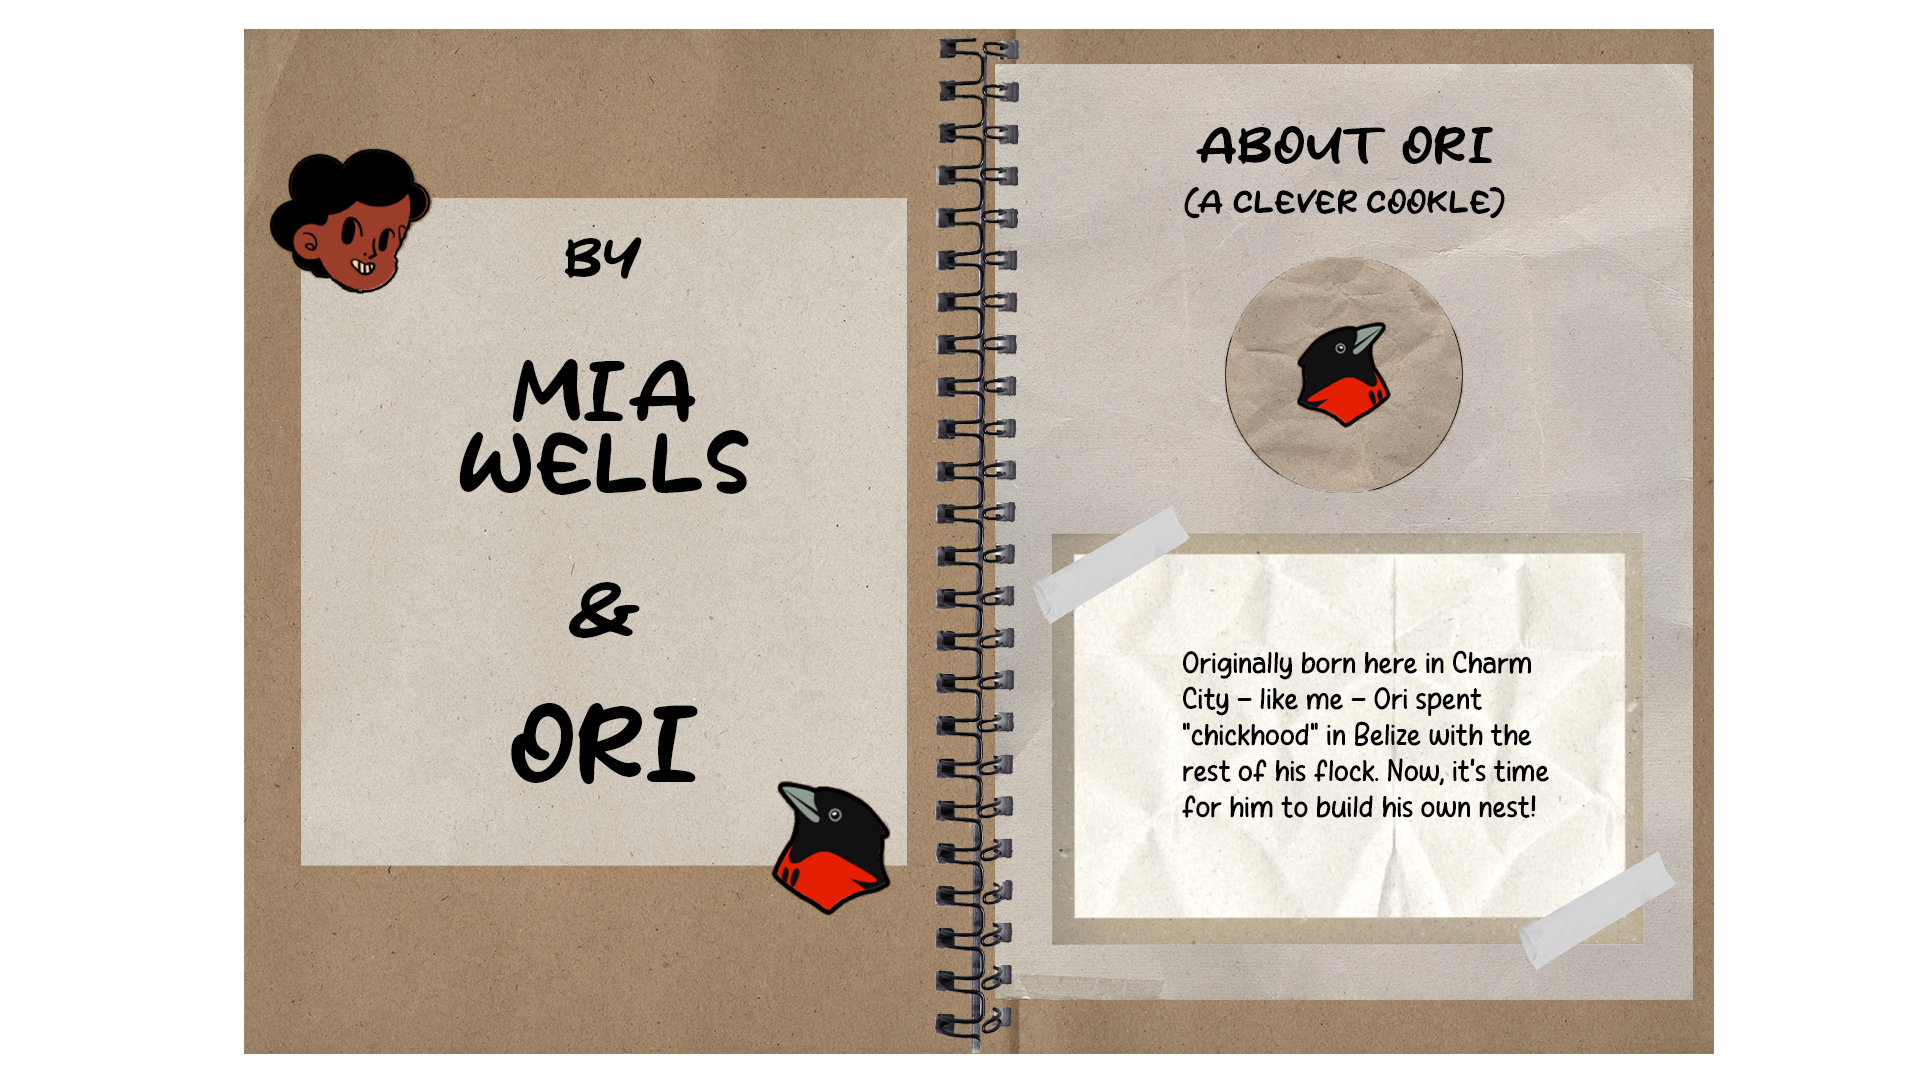 BY
MIA
WELLS
&
ORI
ABOUT ORI
(A CLEVER COOKLE)
Originally born here in Charm
City – like me – Ori spent
"chickhood" in Belize with the
rest of his flock. Now, it's time
for him to build his own nest!